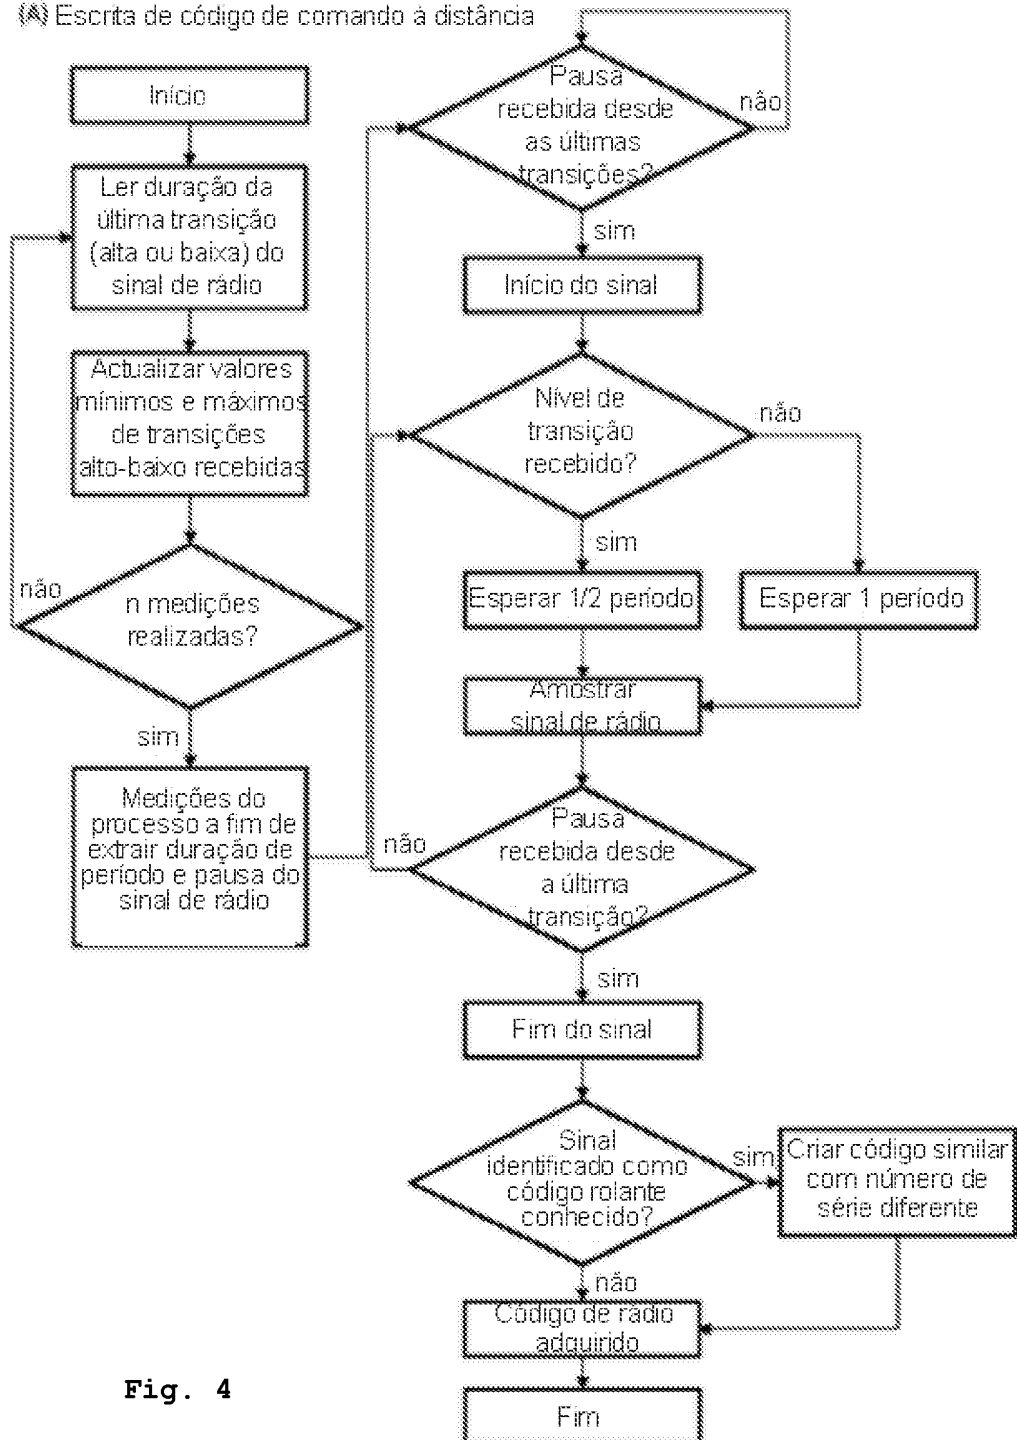 (A) Escrita de código de comando à distância
Início
Ler duração da
última transição
(alta ou baixa) do
sinal de rádio
Actualizar valores
mínimos e máximos
de transições
alto-baixo recebidas
não
n medições
realizadas?
sim
Medições do
processo a fim de
extrair duração de
período e pausa do
sinal de rádio
Pausa
recebida desde
as últimas
transições?
não
sim
Início do sinal
Nível de
transição
recebido?
não
sim
Esperar 1/2 período
Esperar 1 período
Amostrar
sinal de rádio
não
Pausa
recebida desde
a última
transição?
sim
Fim do sinal
Sinal
identificado como
código rolante
conhecido?
sim
Criar código similar
com número de
série diferente
não
Código de rádio
adquirido
Fim
Fig. 4